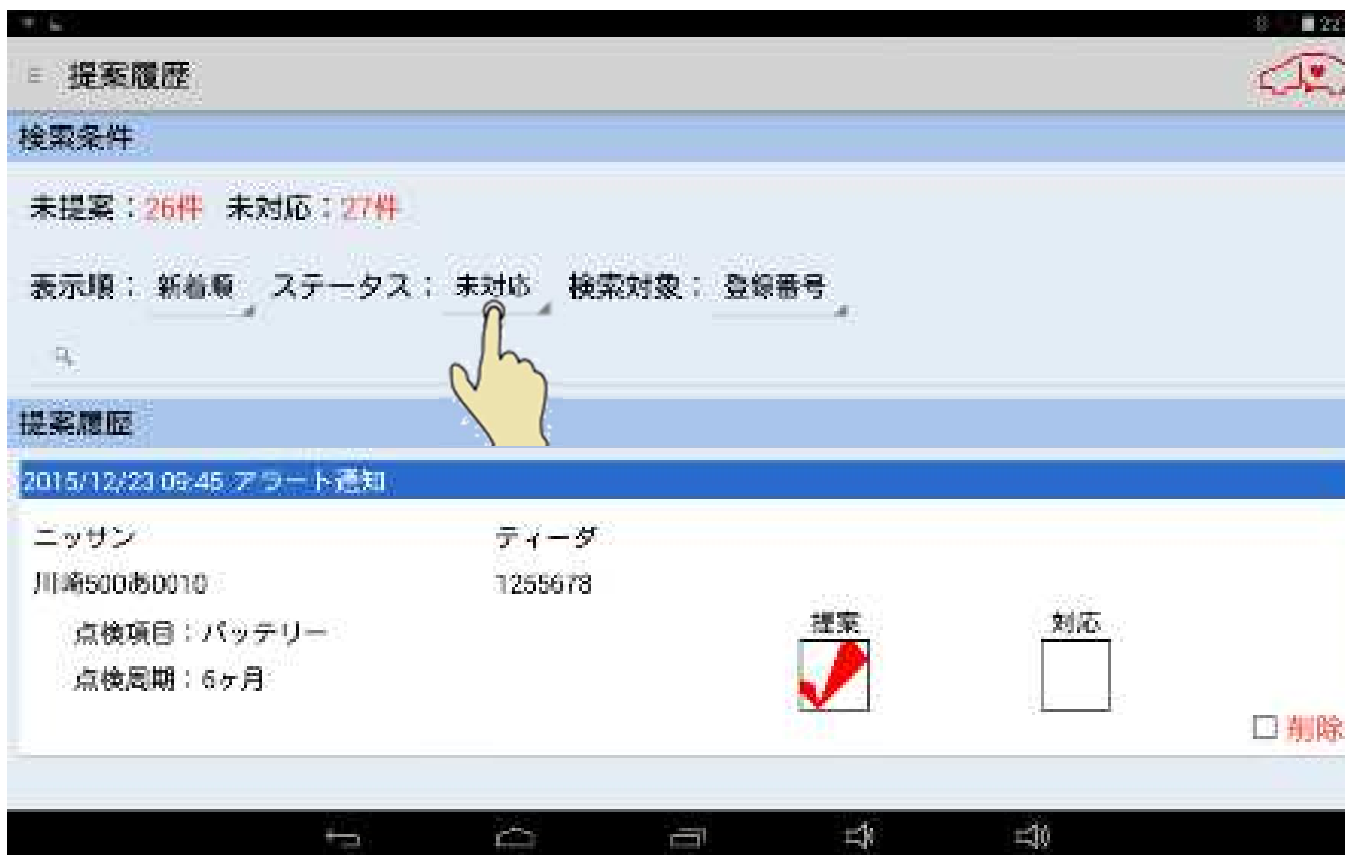 提案履歴
検索条件
未提案：26件 未対応：27件
表示順： 新着順 ステータス： 未対応 検索対象： 登録番号
提案履歴
2015/12/23 09:45 アラート通知
ニッサン ティーダ
川崎500あ0010 1255678
点検項目：バッテリー
提案 対応
点検周期：6ヶ月
削除